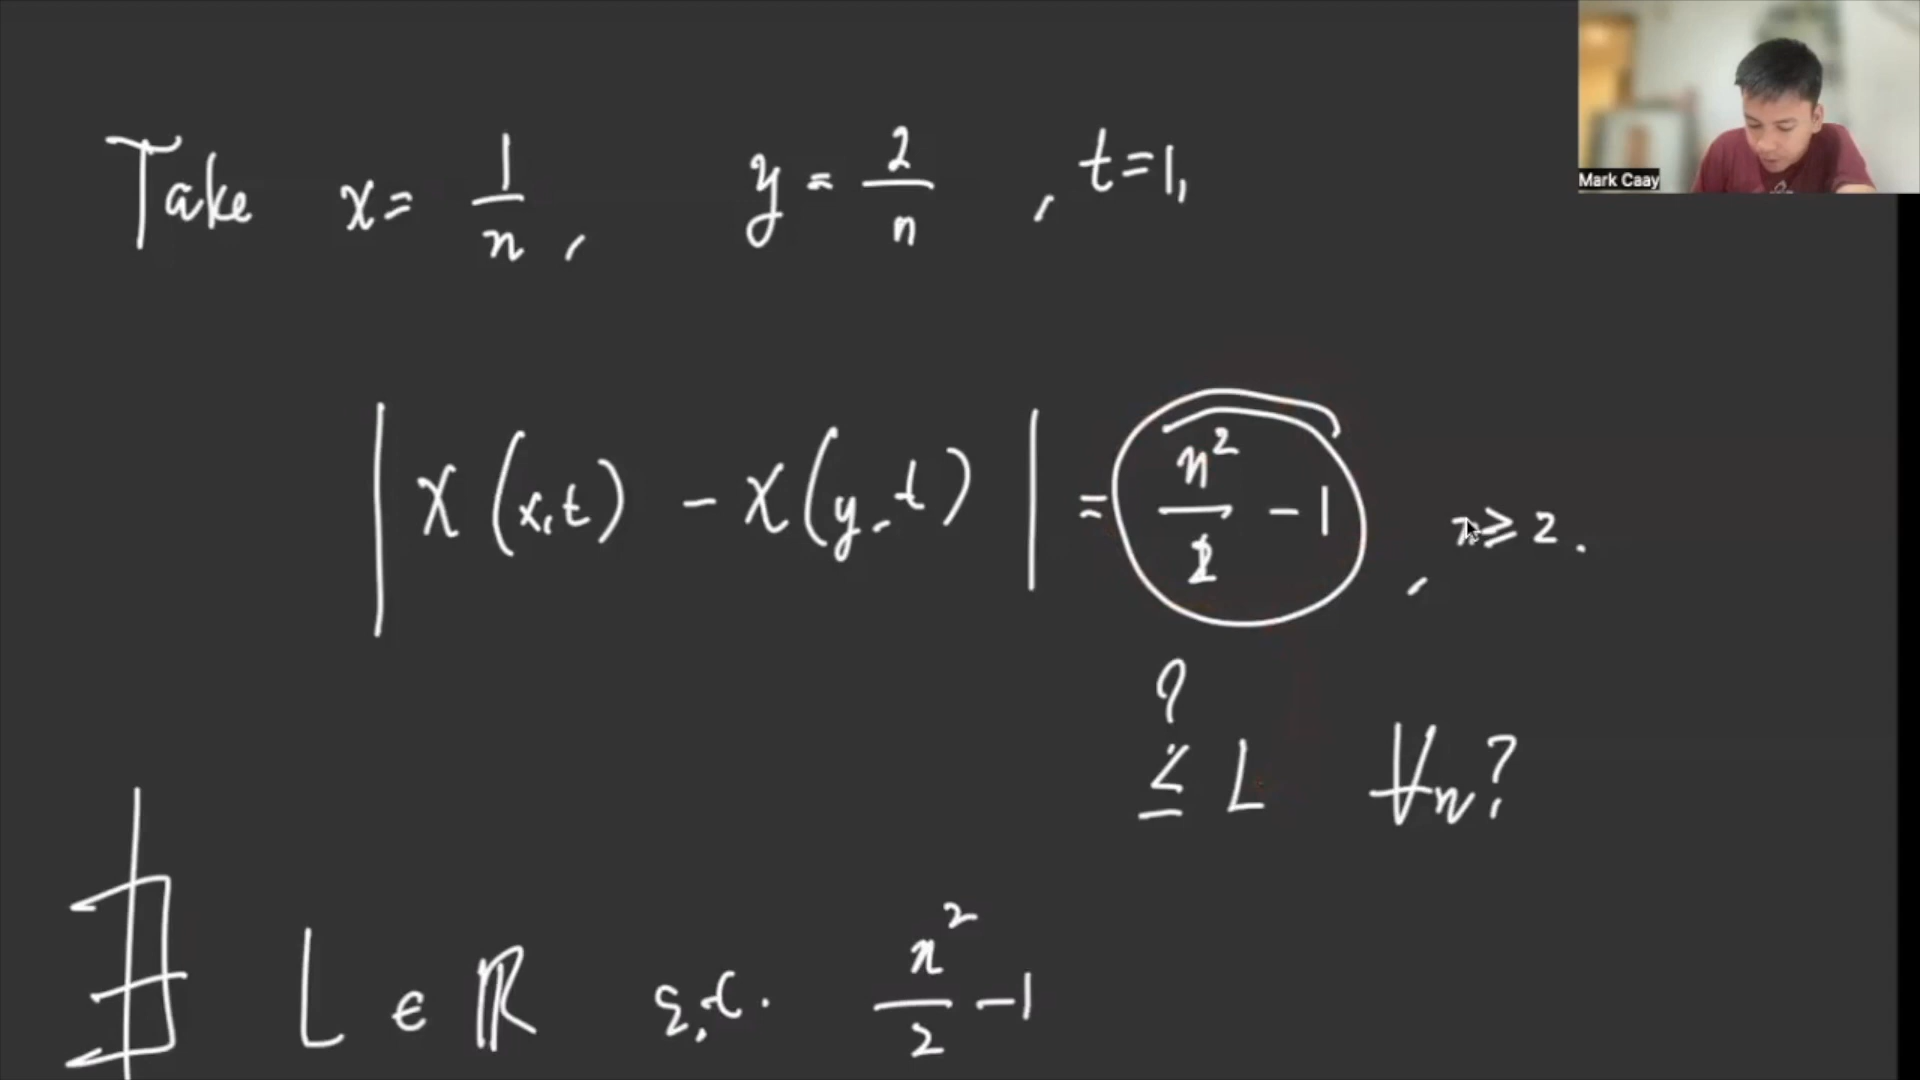 Take x = 1/n, y = 2/n, t=1,
Mark Caay
| X(x,t) - X(y,t) | = n²/2 - 1, n ≥ 2.
?
≤ L ∀n?
∄ L ∈ ℝ s.t. n²/2 - 1